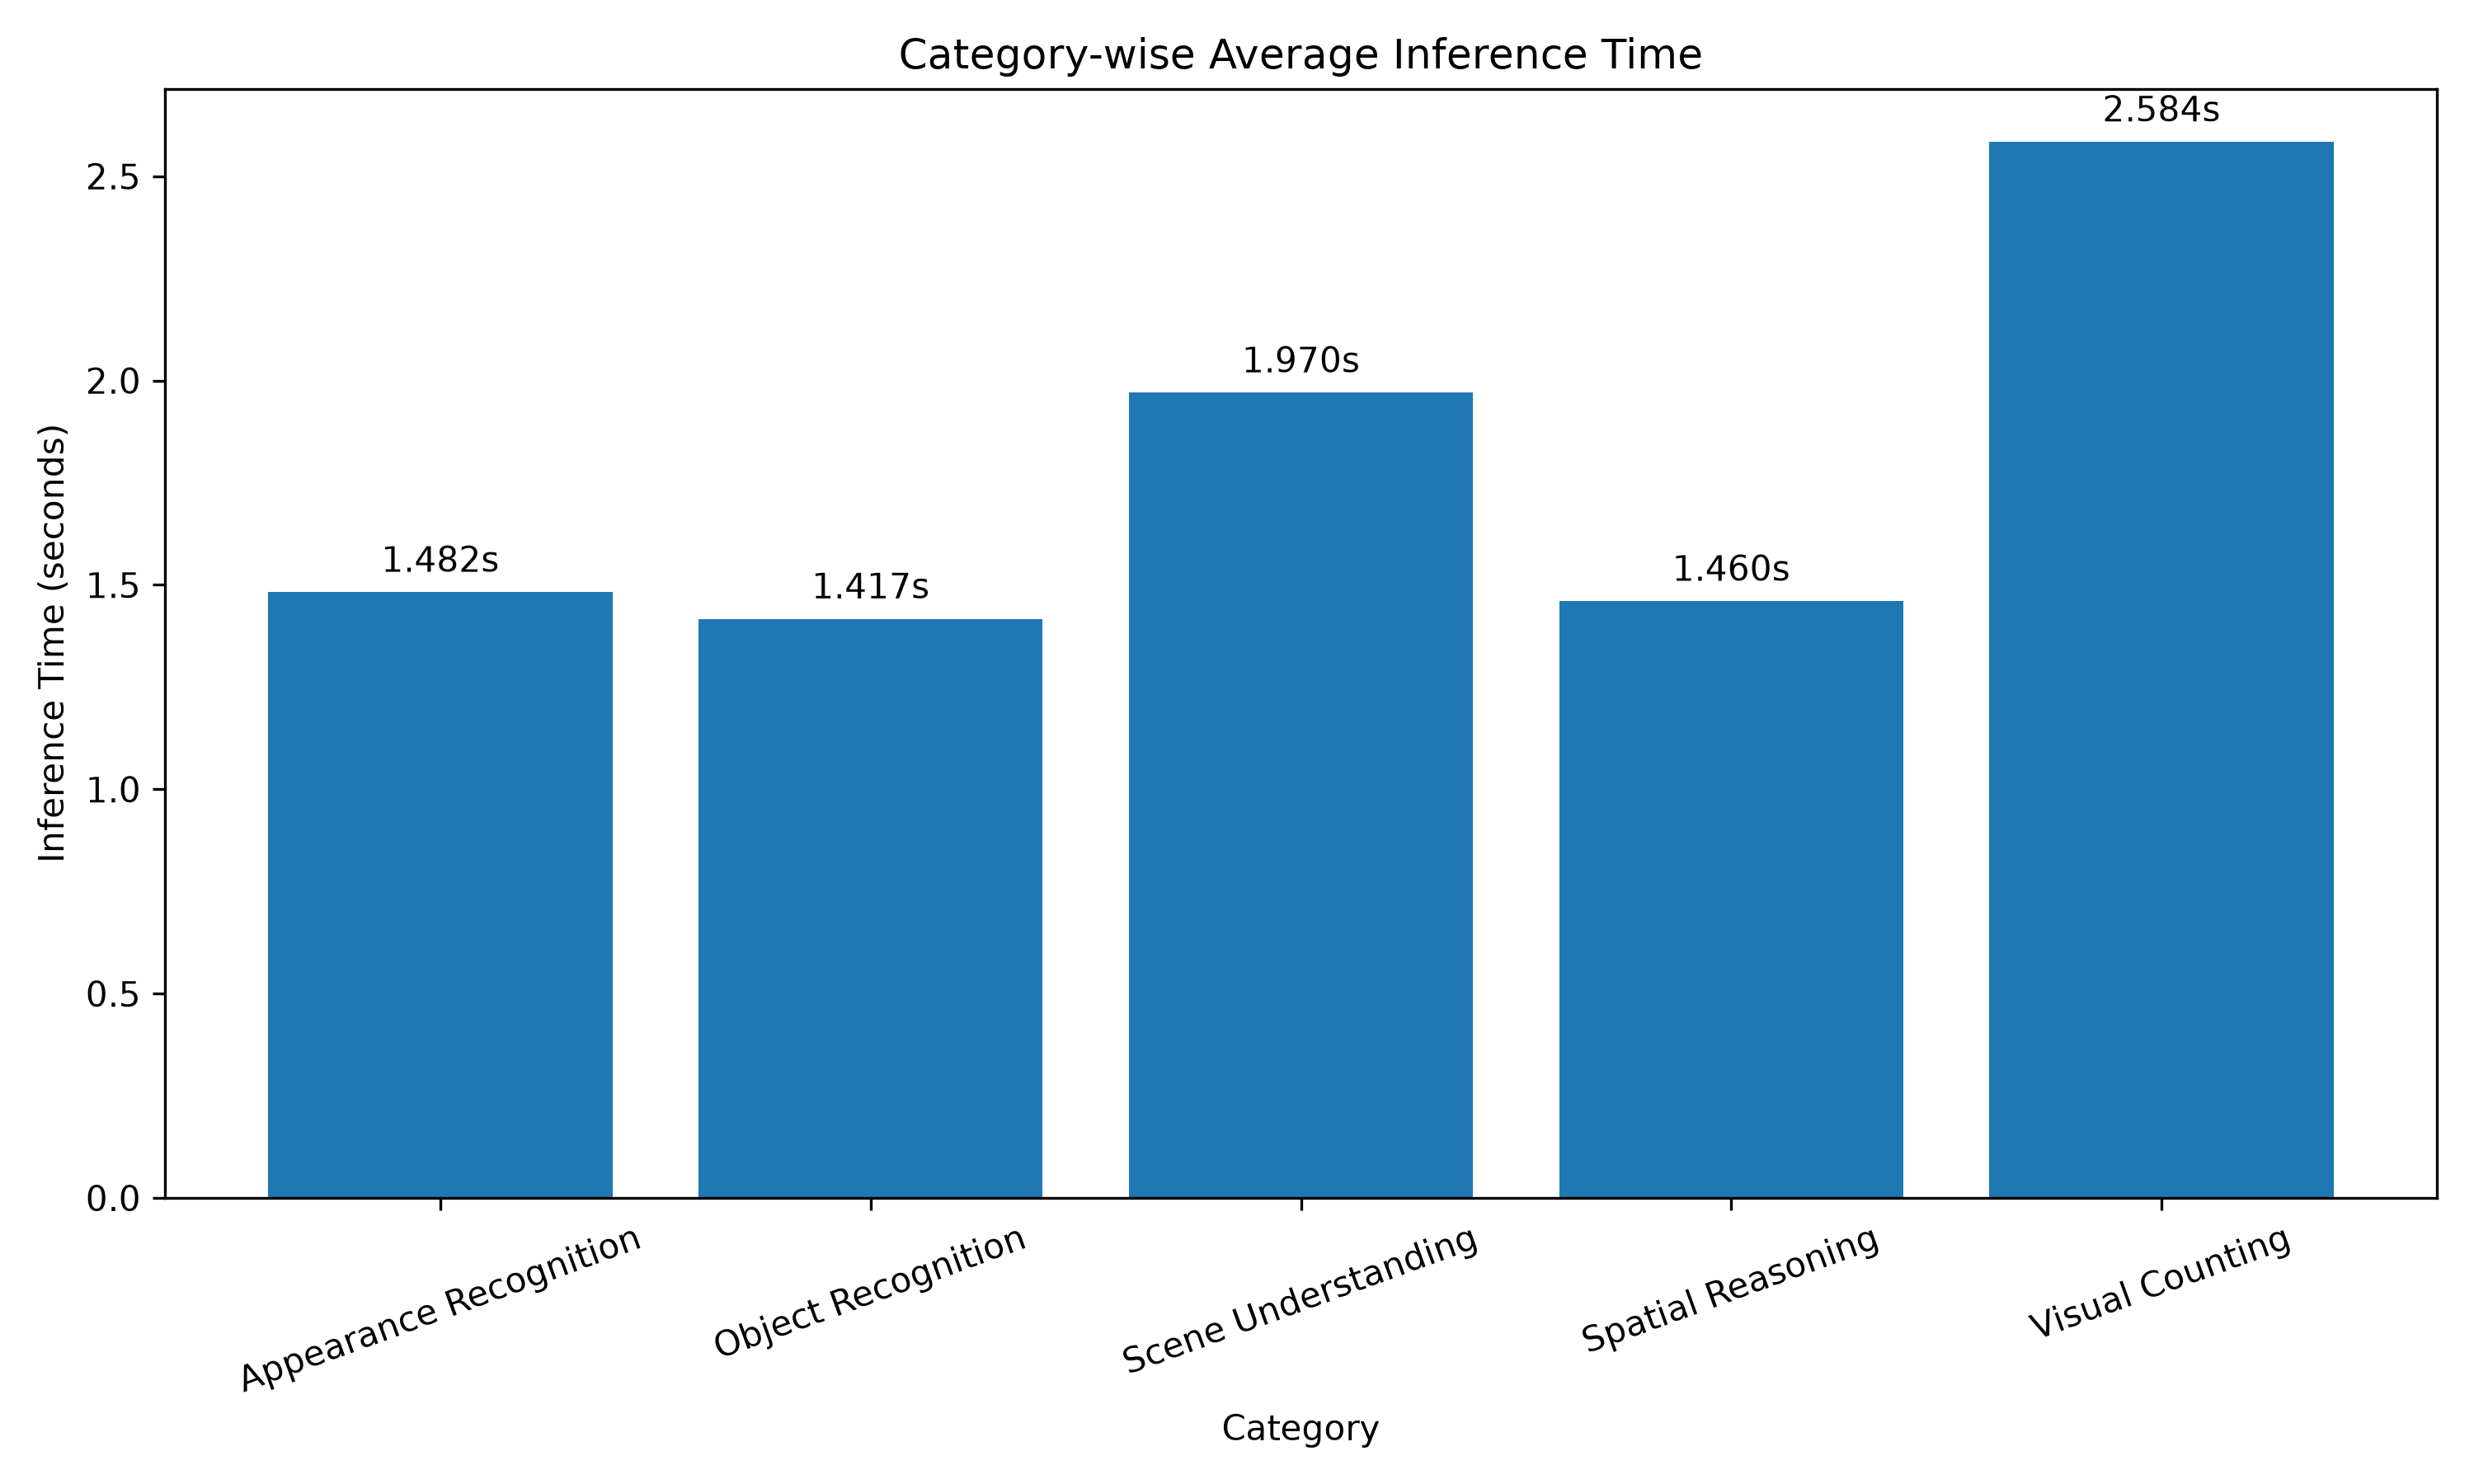 Category-wise Average Inference Time
Inference Time (seconds)
2.5
2.0
1.5
1.0
0.5
0.0
1.482s
1.417s
1.970s
1.460s
2.584s
Appearance Recognition
Object Recognition
Scene Understanding
Spatial Reasoning
Visual Counting
Category